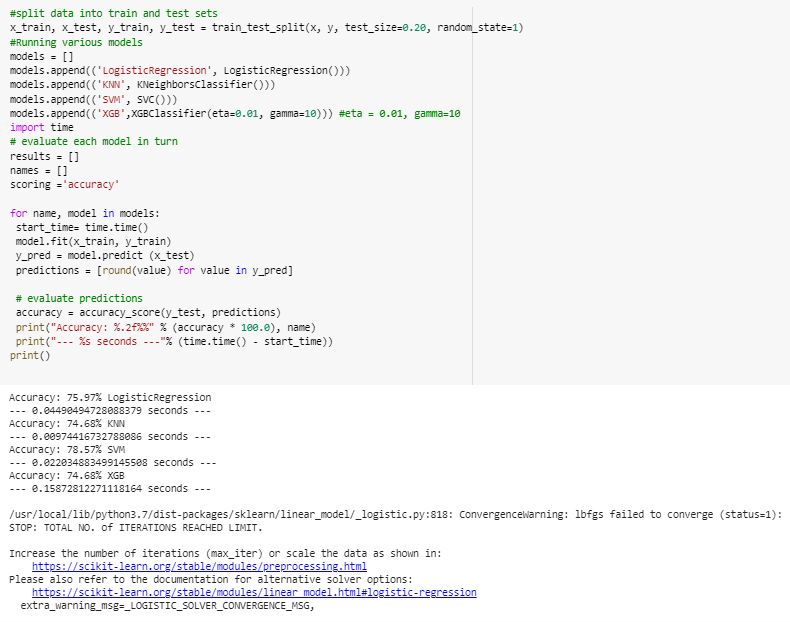 #split data into train and test sets
x_train, x_test, y_train, y_test = train_test_split(x, y, test_size=0.20, random_state=1)
#Running various models
models = []
models.append(('LogisticRegression', LogisticRegression()))
models.append(('KNN', KNeighborsClassifier()))
models.append(('SVM', SVC()))
models.append(('XGB',XGBClassifier(eta=0.01, gamma=10))) #eta = 0.01, gamma=10
import time
# evaluate each model in turn
results = []
names = []
scoring ='accuracy'

for name, model in models:
 start_time= time.time()
 model.fit(x_train, y_train)
 y_pred = model.predict (x_test)
 predictions = [round(value) for value in y_pred]

 # evaluate predictions
 accuracy = accuracy_score(y_test, predictions)
 print("Accuracy: %.2f%%" % (accuracy * 100.0), name)
 print("--- %s seconds ---"% (time.time() - start_time))
print()

Accuracy: 75.97% LogisticRegression
--- 0.04490494728088379 seconds ---
Accuracy: 74.68% KNN
--- 0.00974416732788086 seconds ---
Accuracy: 78.57% SVM
--- 0.022034883499145508 seconds ---
Accuracy: 74.68% XGB
--- 0.15872812271118164 seconds ---

/usr/local/lib/python3.7/dist-packages/sklearn/linear_model/_logistic.py:818: ConvergenceWarning: lbfgs failed to converge (status=1):
STOP: TOTAL NO. of ITERATIONS REACHED LIMIT.

Increase the number of iterations (max_iter) or scale the data as shown in:
    https://scikit-learn.org/stable/modules/preprocessing.html
Please also refer to the documentation for alternative solver options:
    https://scikit-learn.org/stable/modules/linear_model.html#logistic-regression
  extra_warning_msg=_LOGISTIC_SOLVER_CONVERGENCE_MSG,